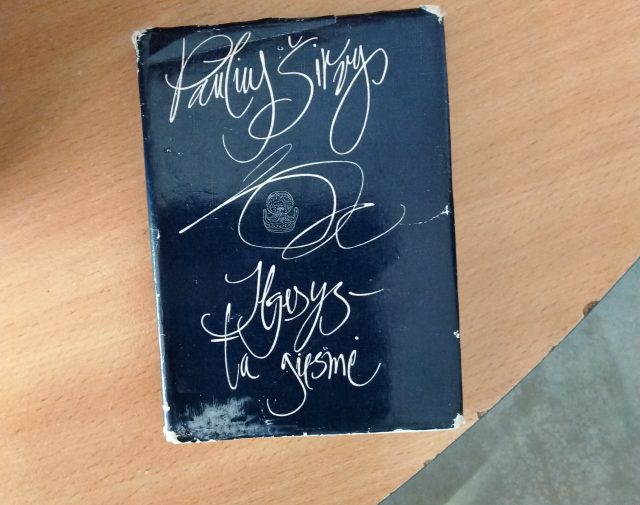 Paulius Širvys
Ilgesys–
ta giesmė